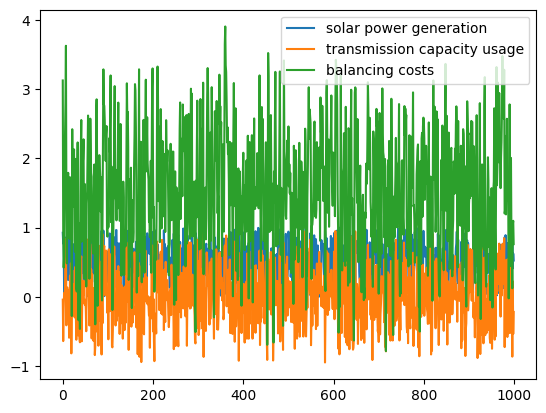 solar power generation
transmission capacity usage
balancing costs
4
3
2
1
0
−1
0 200 400 600 800 1000